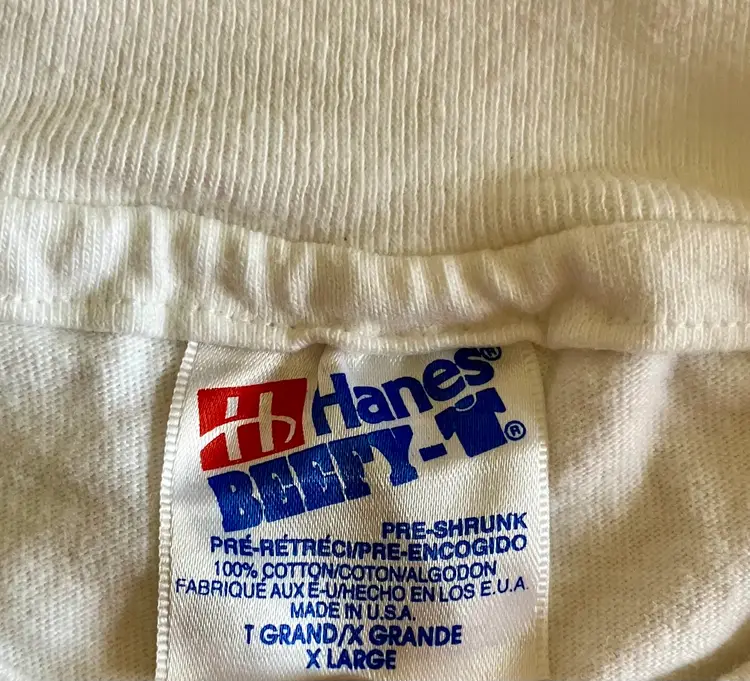 H Hanes®
BEEFY-T®
PRE-SHRUNK
PRÉ-RÉTRÉCI/PRE-ENCOGIDO
100% COTTON/COTON/ALGODON
FABRIQUÉ AUX E-U/HECHO EN LOS E.U.A.
MADE IN U.S.A.
T GRAND/X GRANDE
X LARGE